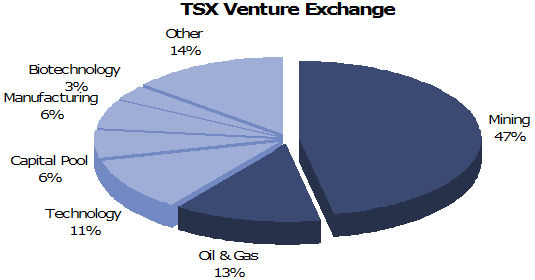 TSX Venture Exchange
Other
14%
Biotechnology
3%
Manufacturing
6%
Mining
47%
Capital Pool
6%
Technology
11%
Oil & Gas
13%